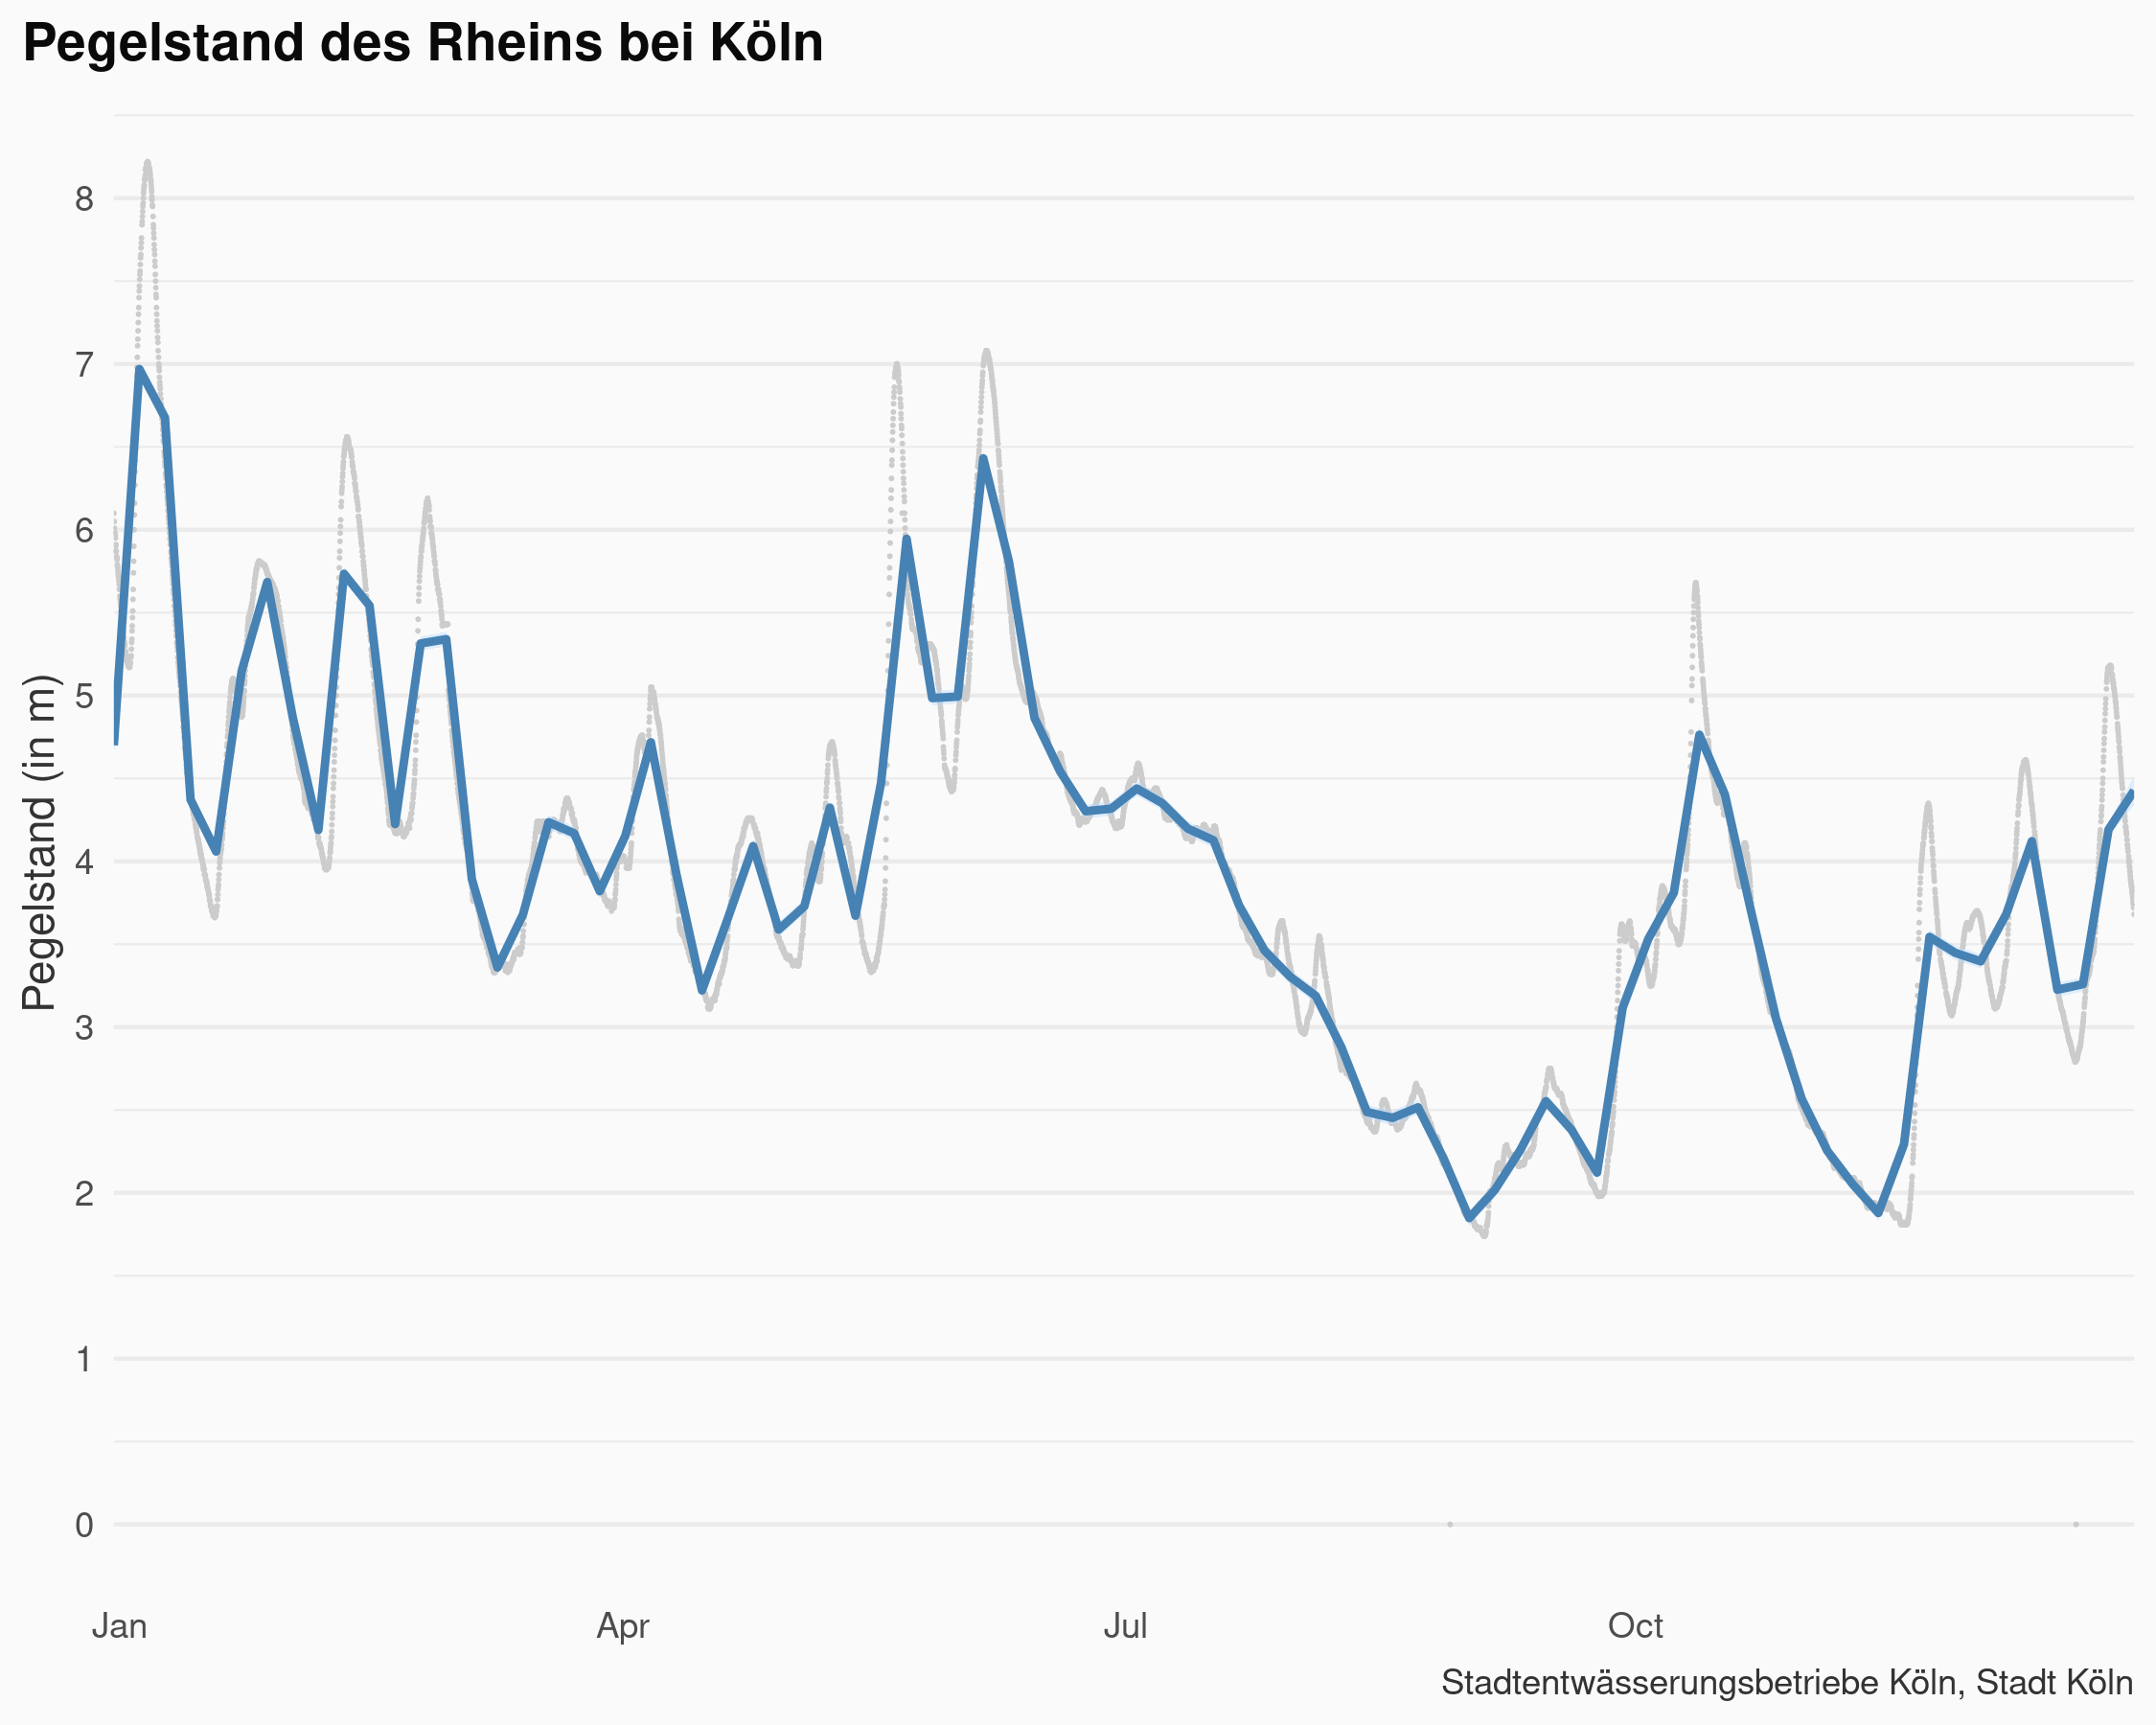 Pegelstand des Rheins bei Köln
Pegelstand (in m)
8
7
6
5
4
3
2
1
0
Jan Apr Jul Oct
Stadtentwässerungsbetriebe Köln, Stadt Köln